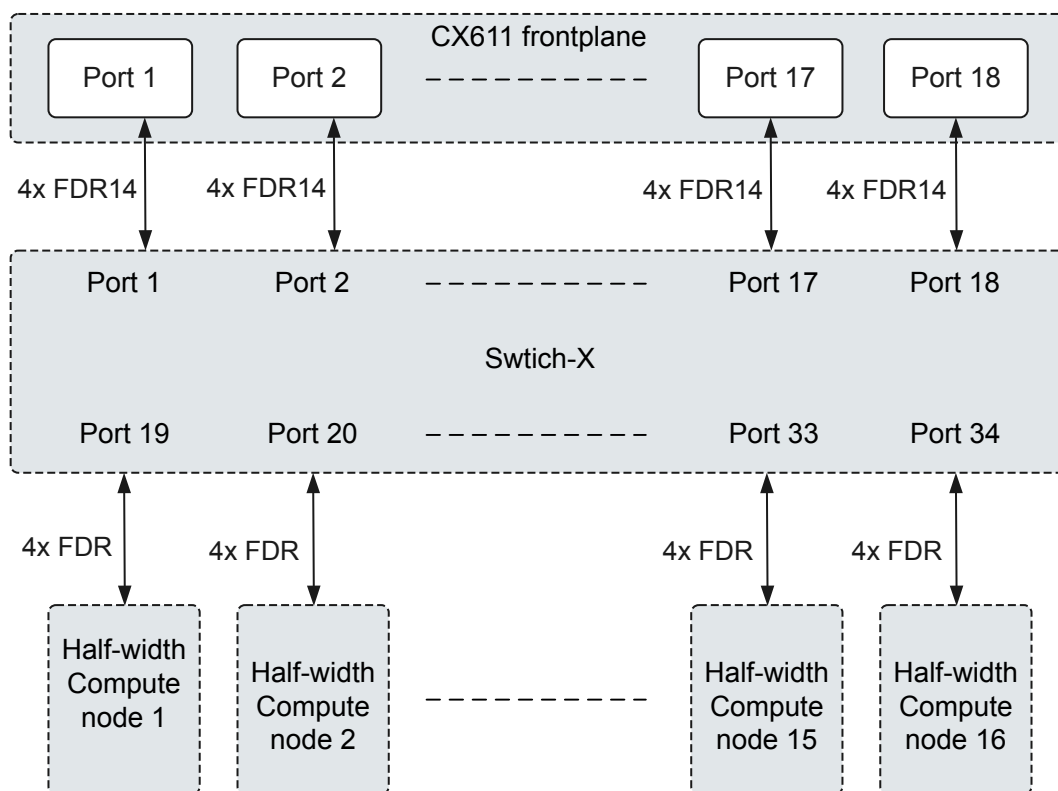 CX611 frontplane
Port 1 Port 2 Port 17 Port 18
4x FDR14 4x FDR14 4x FDR14 4x FDR14
Port 1 Port 2 Port 17 Port 18
Swtich-X
Port 19 Port 20 Port 33 Port 34
4x FDR 4x FDR 4x FDR 4x FDR
Half-width
Compute
node 1
Half-width
Compute
node 2
Half-width
Compute
node 15
Half-width
Compute
node 16